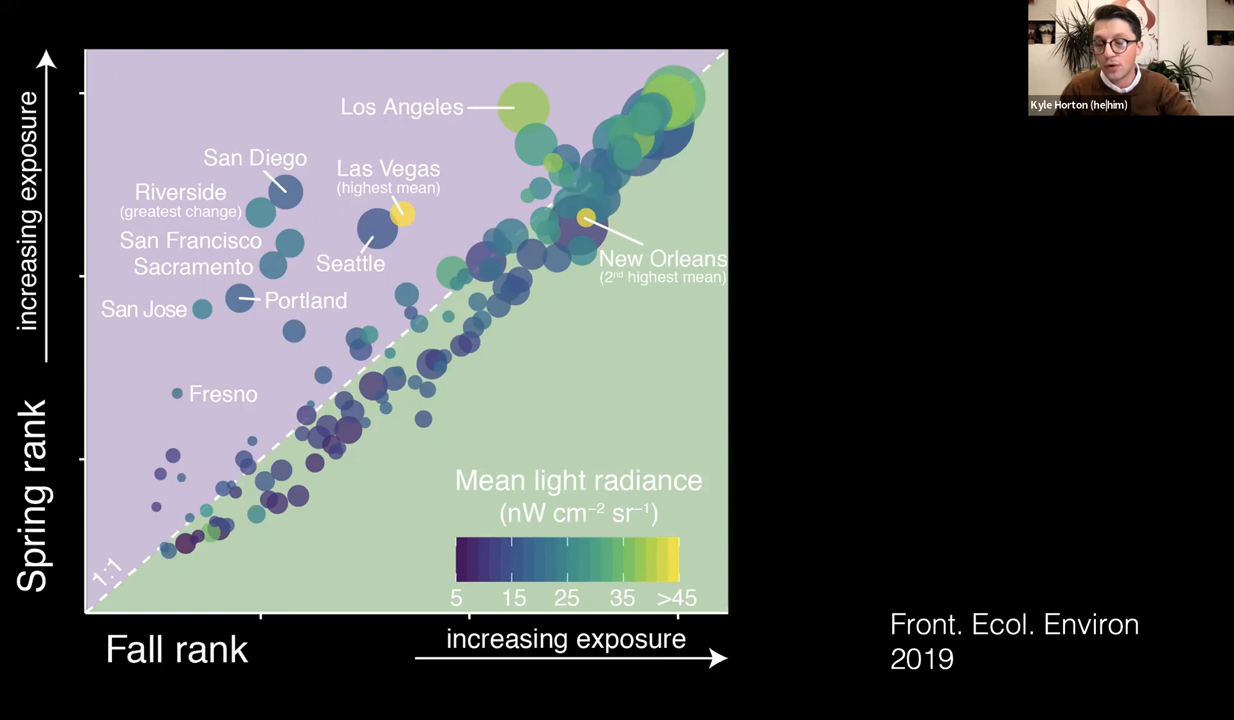 increasing exposure
Spring rank
Los Angeles
San Diego
Las Vegas
(highest mean)
Riverside
(greatest change)
San Francisco
Sacramento
Seattle
New Orleans
(2nd highest mean)
San Jose
Portland
Fresno
Mean light radiance
(nW cm–2 sr–1)
5 15 25 35 >45
1:1
Fall rank
increasing exposure
Kyle Horton (he|him)
Front. Ecol. Environ
2019